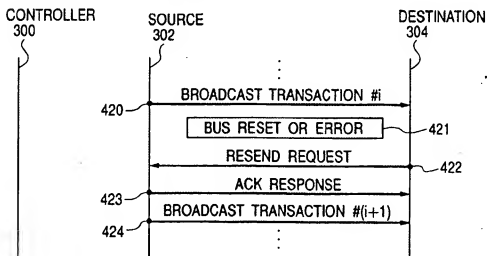 CONTROLLER
300
SOURCE
302
DESTINATION
304
BROADCAST TRANSACTION #i
420
BUS RESET OR ERROR
421
RESEND REQUEST
422
ACK RESPONSE
423
BROADCAST TRANSACTION #(i+1)
424